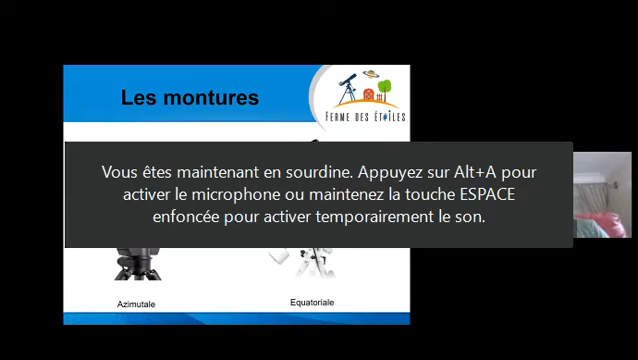 Les montures
FERME DES ÉTOILES
Vous êtes maintenant en sourdine. Appuyez sur Alt+A pour
activer le microphone ou maintenez la touche ESPACE
enfoncée pour activer temporairement le son.
Azimutale
Equatoriale